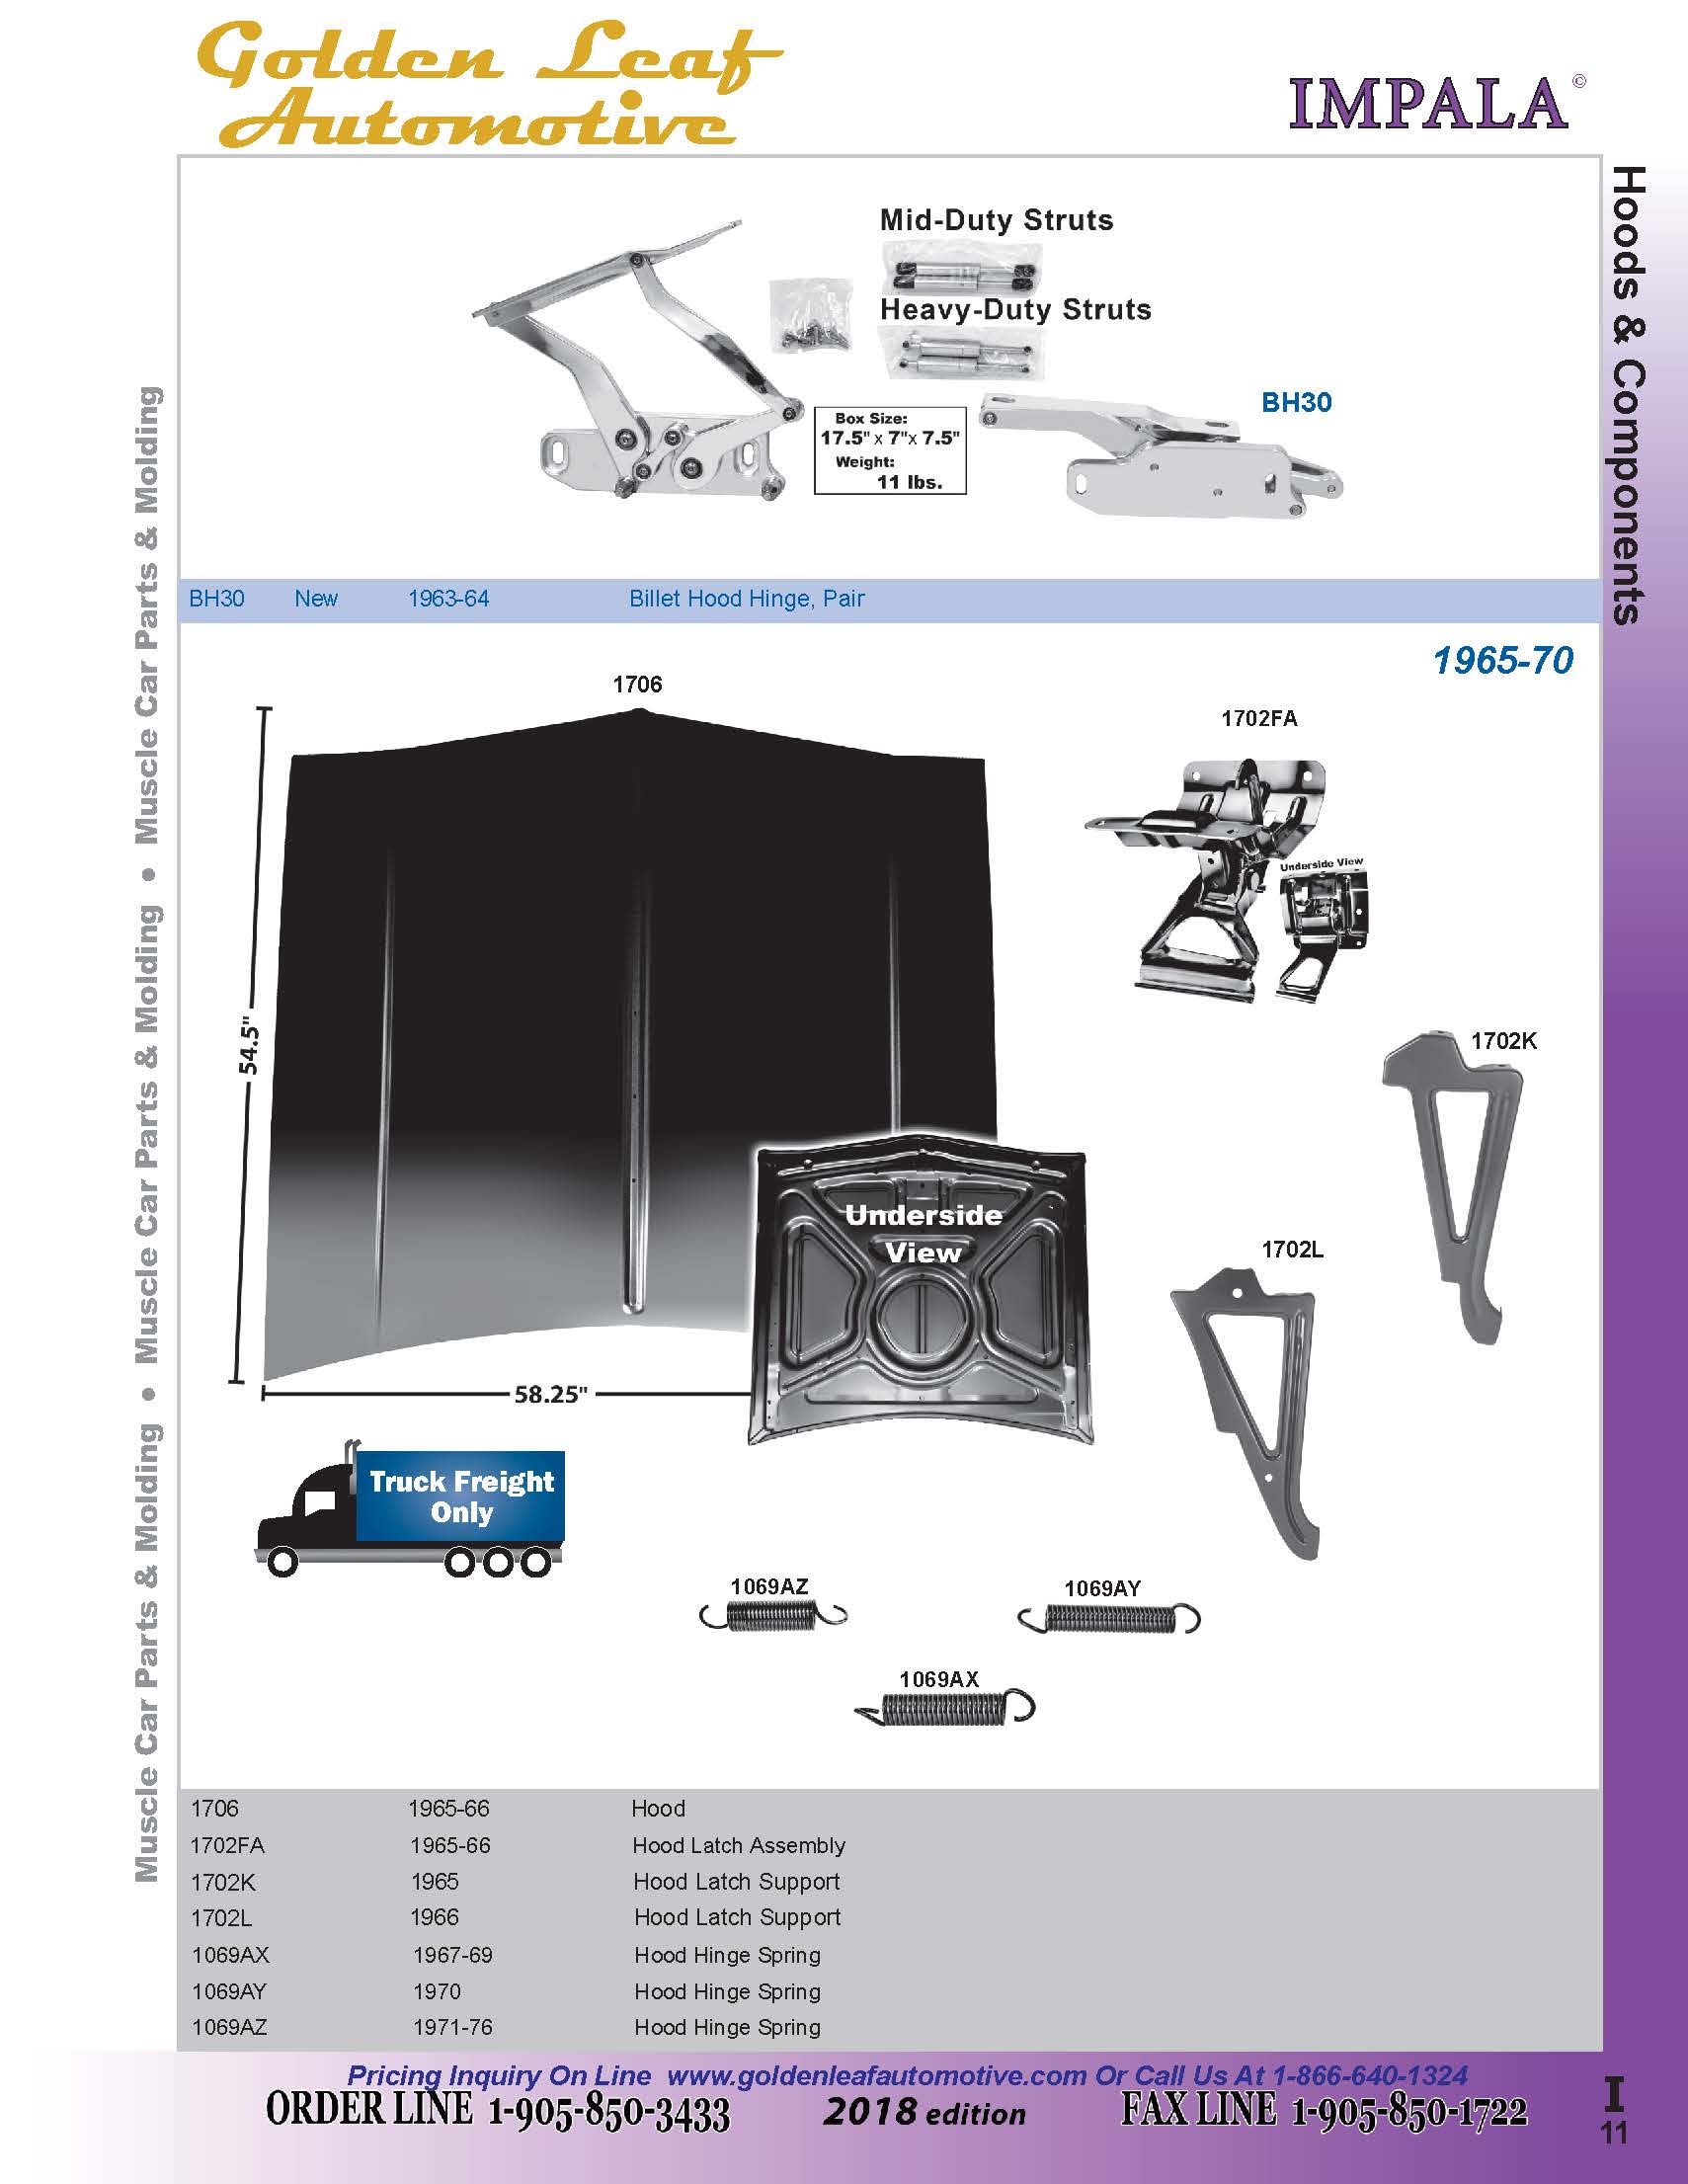 Golden Leaf
Automotive
IMPALA©
Hoods & Components
Muscle Car Parts & Molding • Muscle Car Parts & Molding • Muscle Car Parts & Molding
Mid-Duty Struts
Heavy-Duty Struts
BH30
Box Size:
17.5" x 7"x 7.5"
Weight:
11 lbs.
BH30 New 1963-64 Billet Hood Hinge, Pair
1965-70
1706
1702FA
Underside View
54.5"
1702K
Underside
View
1702L
58.25"
Truck Freight
Only
1069AZ
1069AY
1069AX
1706 1965-66 Hood
1702FA 1965-66 Hood Latch Assembly
1702K 1965 Hood Latch Support
1702L 1966 Hood Latch Support
1069AX 1967-69 Hood Hinge Spring
1069AY 1970 Hood Hinge Spring
1069AZ 1971-76 Hood Hinge Spring
Pricing Inquiry On Line www.goldenleafautomotive.com Or Call Us At 1-866-640-1324
ORDER LINE 1-905-850-3433 2018 edition FAX LINE 1-905-850-1722
I
11